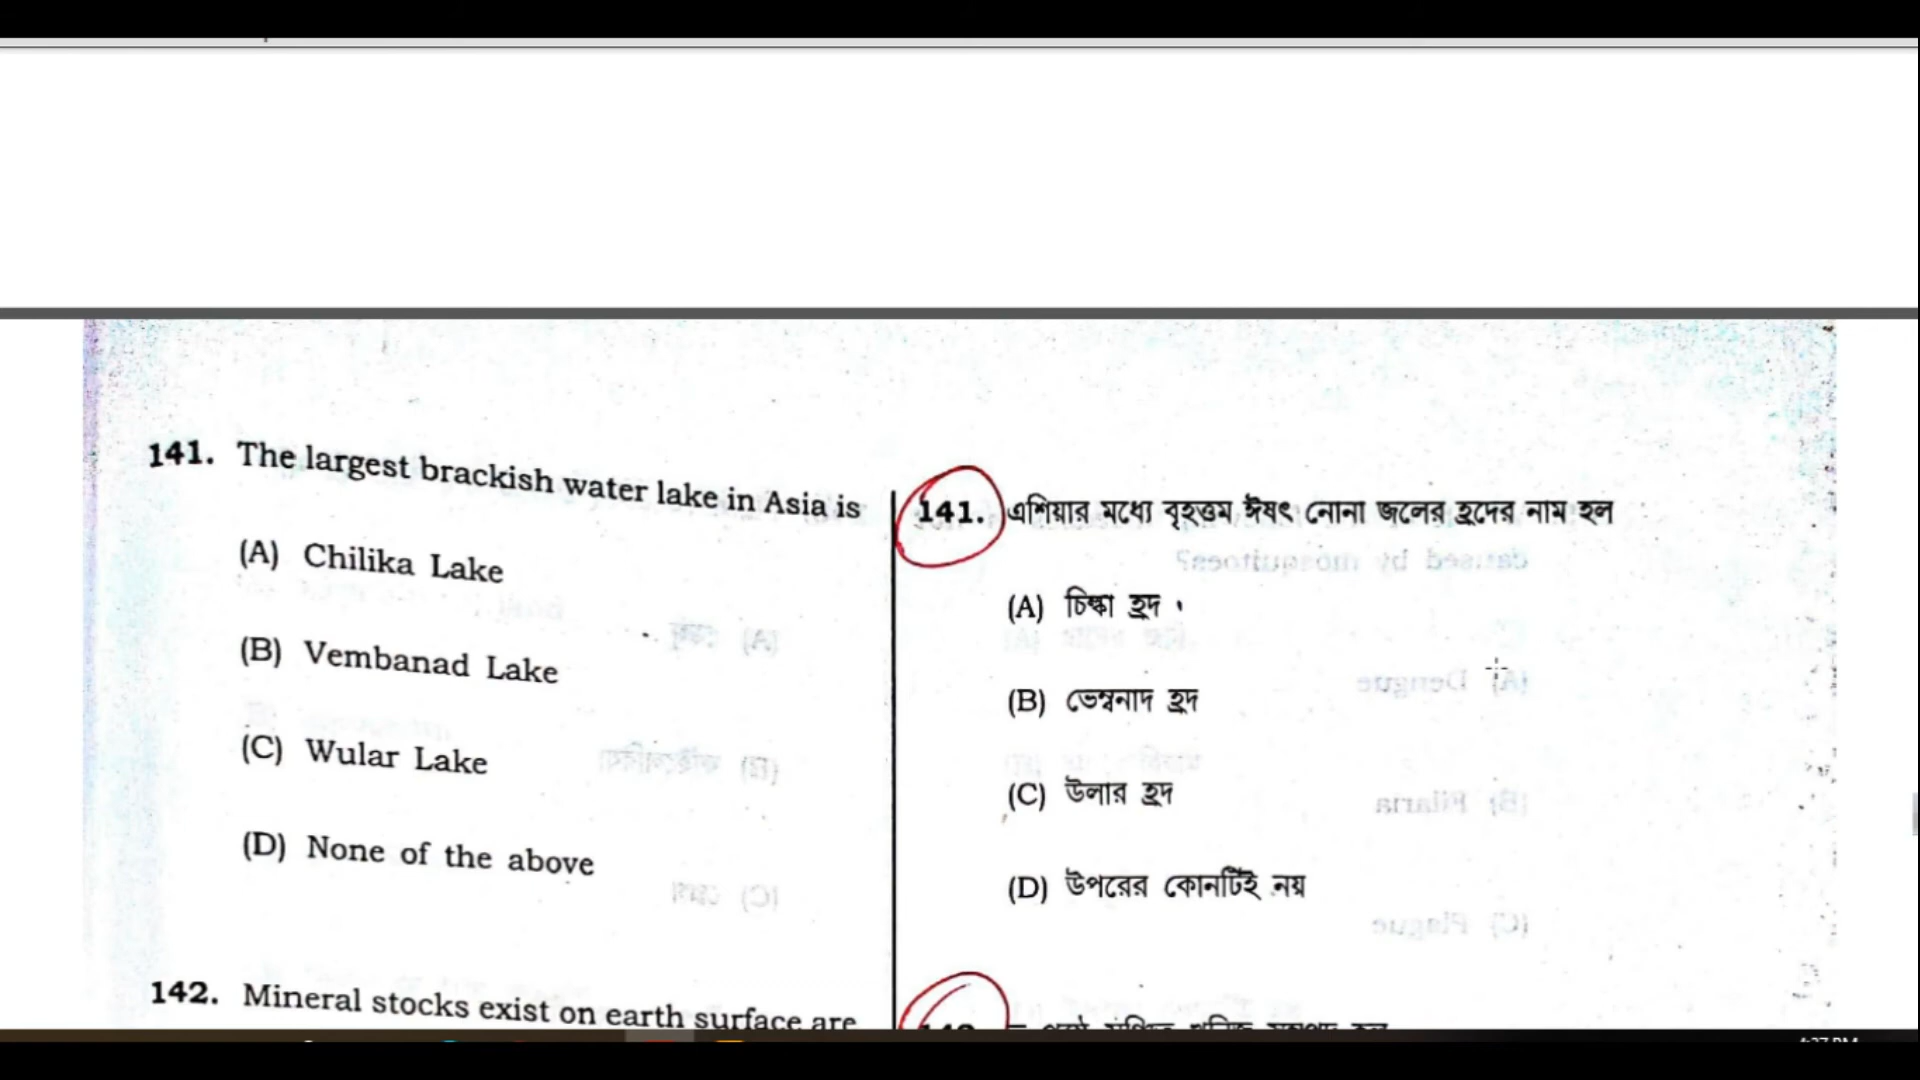 141. The largest brackish water lake in Asia is
(A) Chilika Lake
(B) Vembanad Lake
(C) Wular Lake
(D) None of the above
142. Mineral stocks exist on earth surface are
141. এশিয়ার মধ্যে বৃহত্তম ঈষৎ নোনা জলের হ্রদের নাম হল
(A) চিল্কা হ্রদ
(B) ভেম্বনাদ হ্রদ
(C) উলার হ্রদ
(D) উপরের কোনটিই নয়